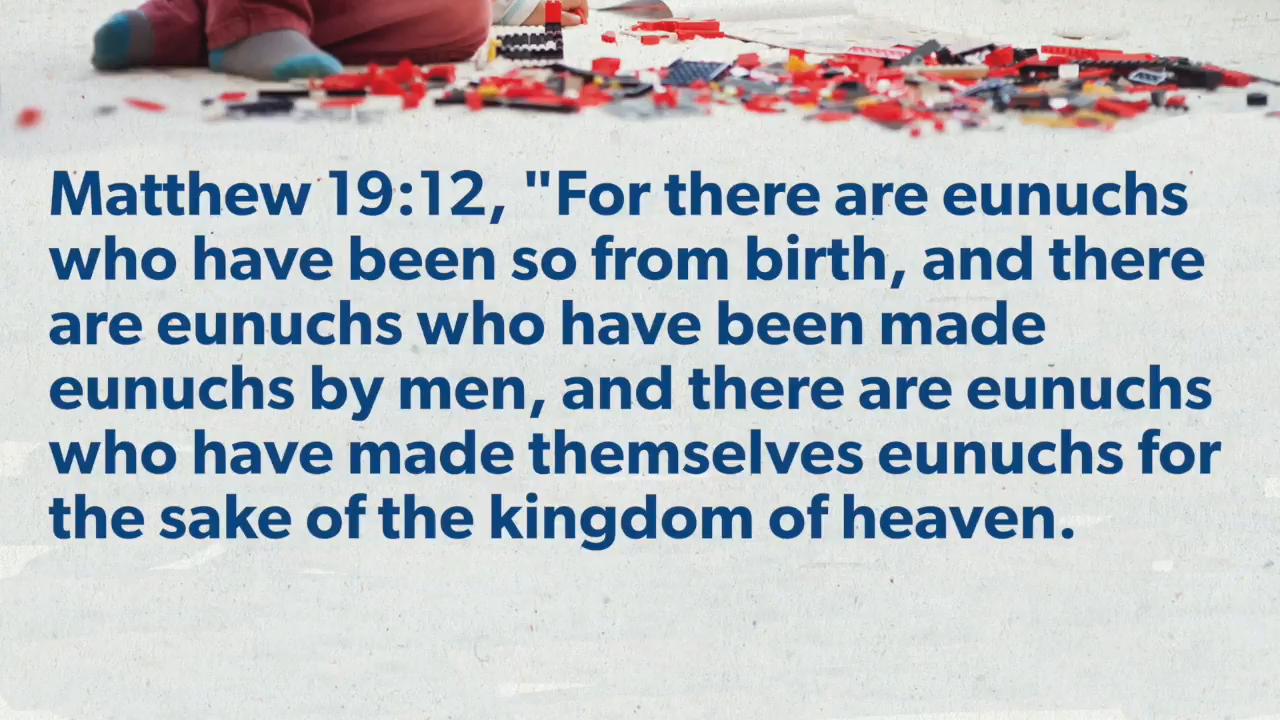 Matthew 19:12, "For there are eunuchs
who have been so from birth, and there
are eunuchs who have been made
eunuchs by men, and there are eunuchs
who have made themselves eunuchs for
the sake of the kingdom of heaven.